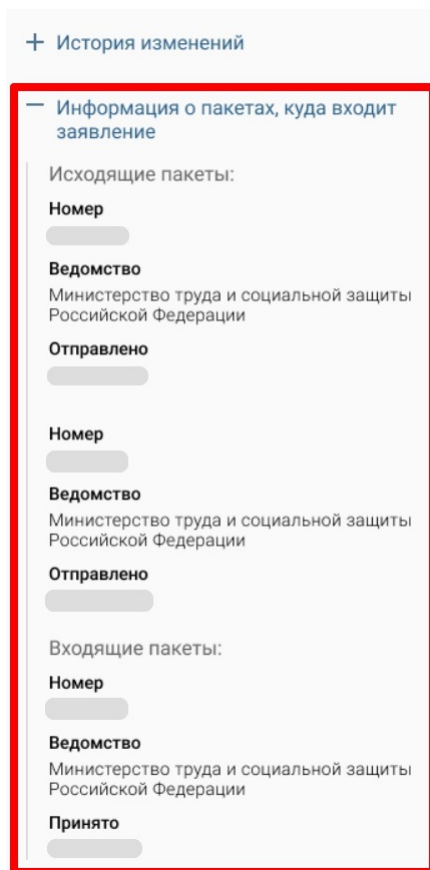 + История изменений
− Информация о пакетах, куда входит
заявление
Исходящие пакеты:
Номер
Ведомство
Министерство труда и социальной защиты
Российской Федерации
Отправлено
Номер
Ведомство
Министерство труда и социальной защиты
Российской Федерации
Отправлено
Входящие пакеты:
Номер
Ведомство
Министерство труда и социальной защиты
Российской Федерации
Принято